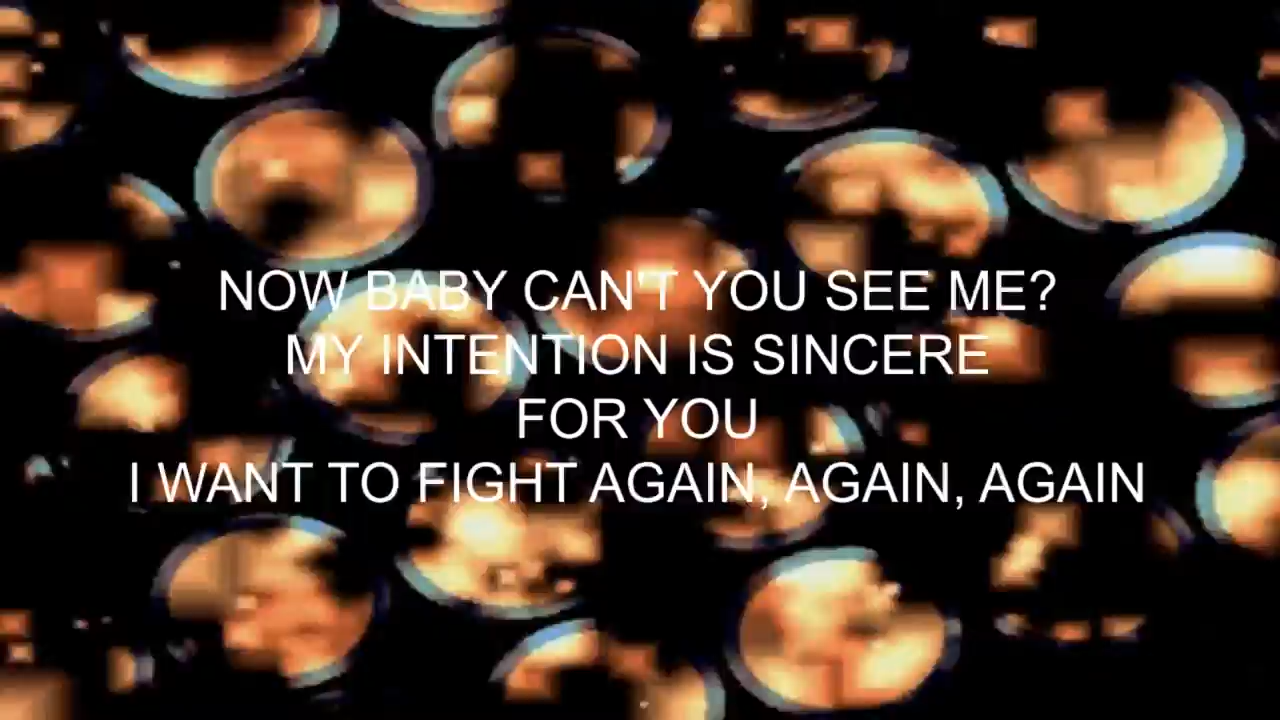 NOW BABY CAN'T YOU SEE ME?
MY INTENTION IS SINCERE
FOR YOU
I WANT TO FIGHT AGAIN, AGAIN, AGAIN